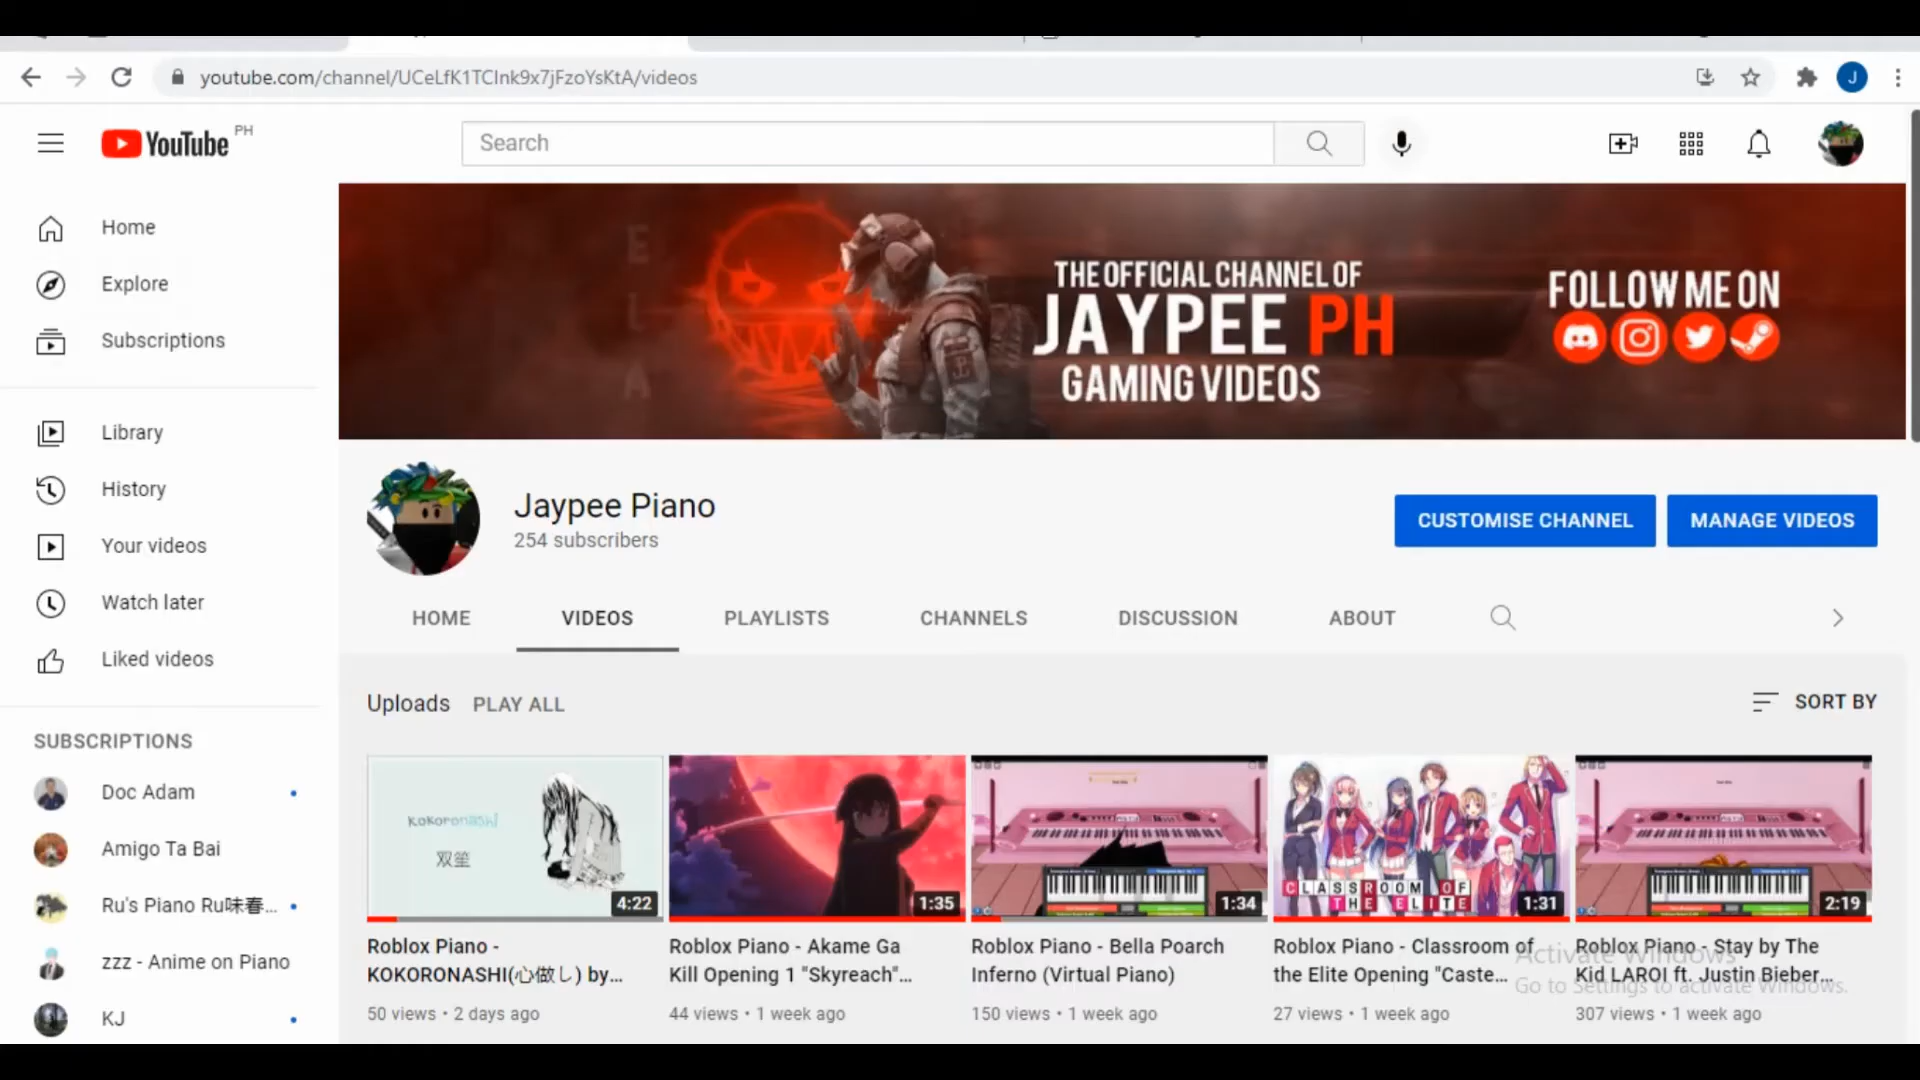 youtube.com/channel/UCeLfK1TCInk9x7jFzoYsKtA/videos
J
YouTube PH
Search
Home
Explore
Subscriptions
Library
History
Your videos
Watch later
Liked videos
SUBSCRIPTIONS
Doc Adam
Amigo Ta Bai
Ru's Piano Ru味春...
zzz - Anime on Piano
KJ
E
L
A
THE OFFICIAL CHANNEL OF
JAYPEE PH
GAMING VIDEOS
FOLLOW ME ON
Jaypee Piano
254 subscribers
CUSTOMISE CHANNEL
MANAGE VIDEOS
HOME
VIDEOS
PLAYLISTS
CHANNELS
DISCUSSION
ABOUT
Uploads
PLAY ALL
SORT BY
kokoronashi
双笙
4:22
Roblox Piano -
KOKORONASHI(心做し) by...
50 views • 2 days ago
1:35
Roblox Piano - Akame Ga
Kill Opening 1 "Skyreach"...
44 views • 1 week ago
1:34
Roblox Piano - Bella Poarch
Inferno (Virtual Piano)
150 views • 1 week ago
CLASSROOM OF
THE ELITE
1:31
Roblox Piano - Classroom of
the Elite Opening "Caste...
27 views • 1 week ago
2:19
Roblox Piano - Stay by The
Kid LAROI ft. Justin Bieber...
307 views • 1 week ago
Activate Windows
Go to Settings to activate Windows.